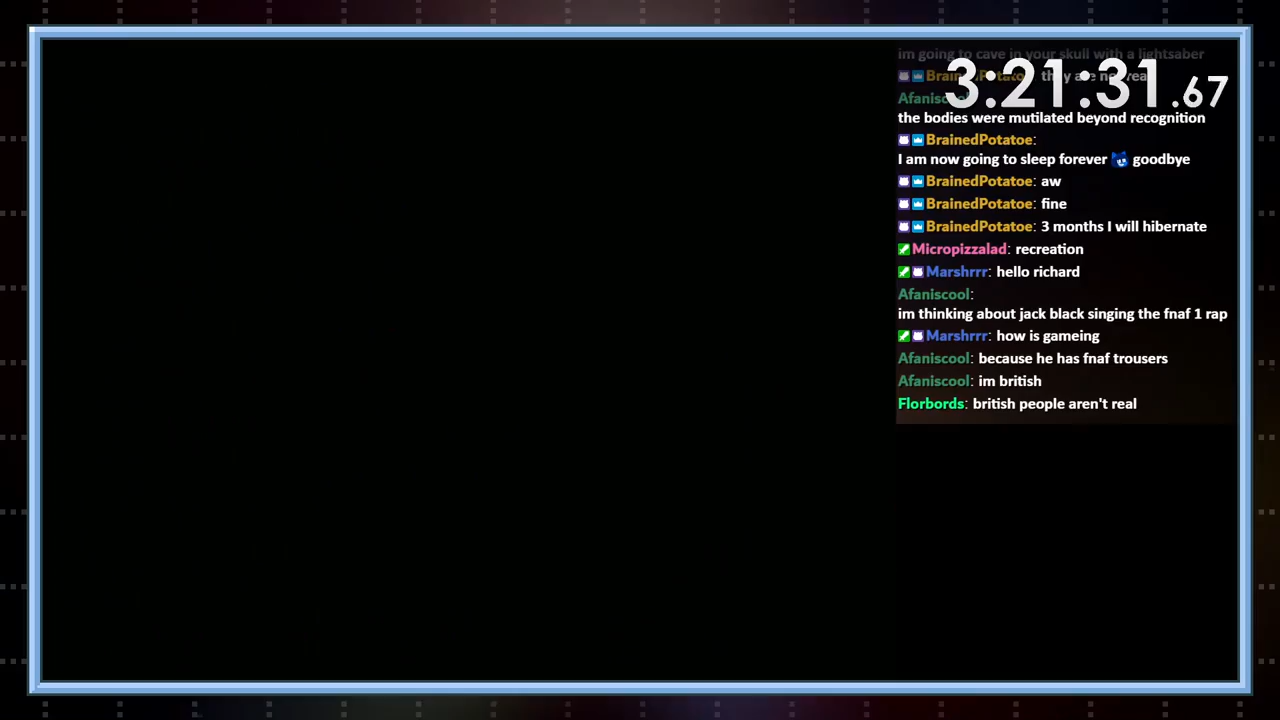 im going to cave in your skull with a lightsaber
3:21:31.67
the bodies were mutilated beyond recognition
BrainedPotatoe:
I am now going to sleep forever goodbye
BrainedPotatoe: aw
BrainedPotatoe: fine
BrainedPotatoe: 3 months I will hibernate
Micropizzalad: recreation
Marshrrr: hello richard
Afaniscool:
im thinking about jack black singing the fnaf 1 rap
Marshrrr: how is gameing
Afaniscool: because he has fnaf trousers
Afaniscool: im british
Florbords: british people aren't real